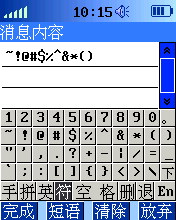 10:15
消息内容
~!@#$%^&*()
1 2 3 4 5 6 7 8 9 0 。
~ ! @ # $ % ^ & * ( )
" ' , . ? + - | / = _
` ; : [ ] { } \ < > 下
手 拼 英 符 空 格 删 退 En
完成 短语 清除 放弃